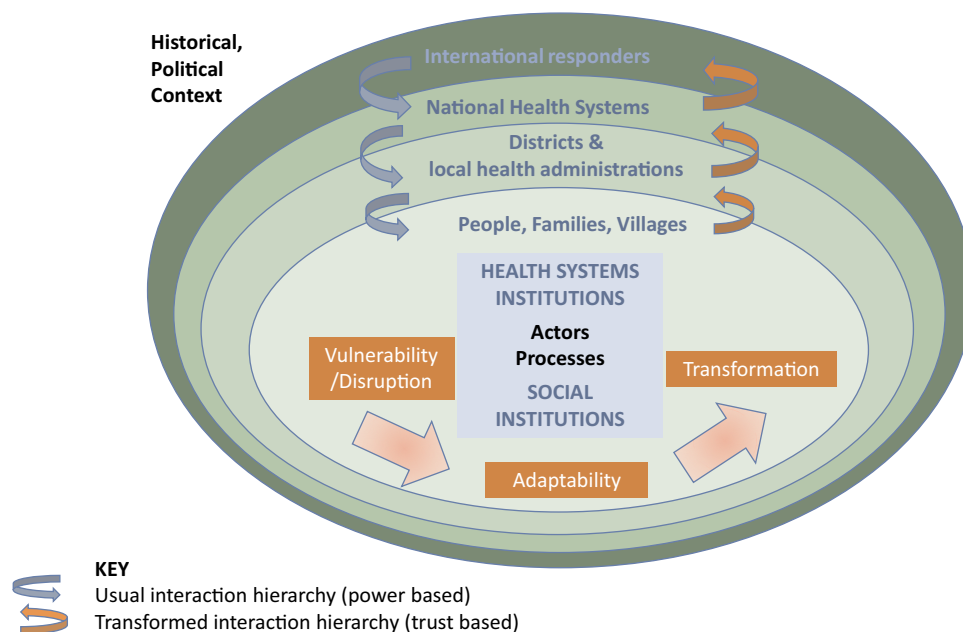 Historical,
Political
Context
International responders
National Health Systems
Districts &
local health administrations
People, Families, Villages
HEALTH SYSTEMS
INSTITUTIONS
Actors
Processes
SOCIAL
INSTITUTIONS
Vulnerability
/Disruption
Transformation
Adaptability
KEY
Usual interaction hierarchy (power based)
Transformed interaction hierarchy (trust based)